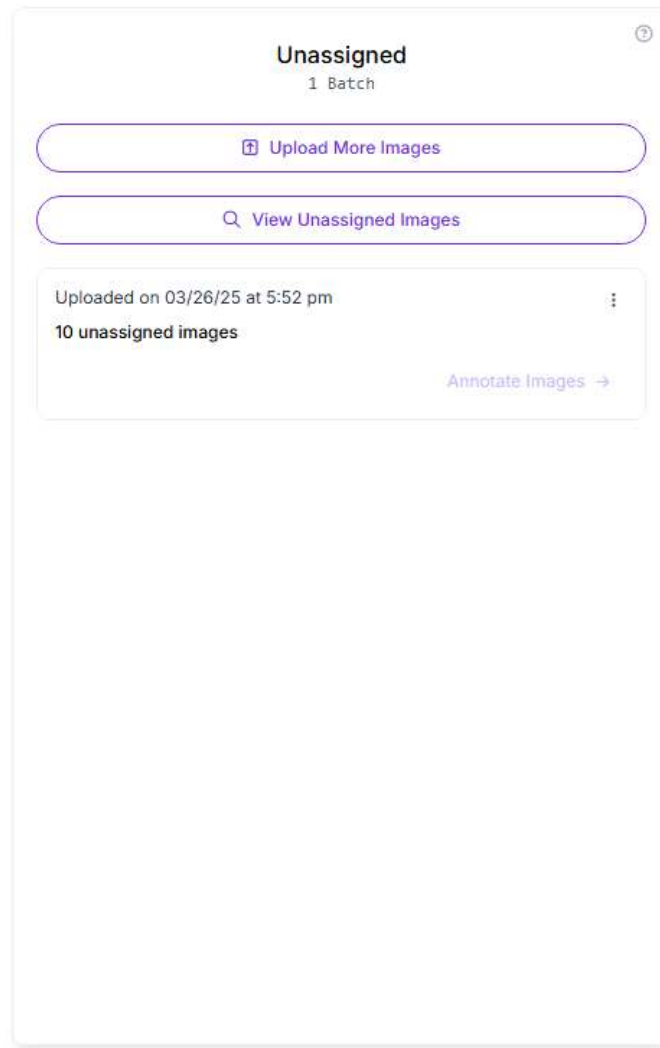 Unassigned
1 Batch
Upload More Images
View Unassigned Images
Uploaded on 03/26/25 at 5:52 pm
10 unassigned images
Annotate Images →